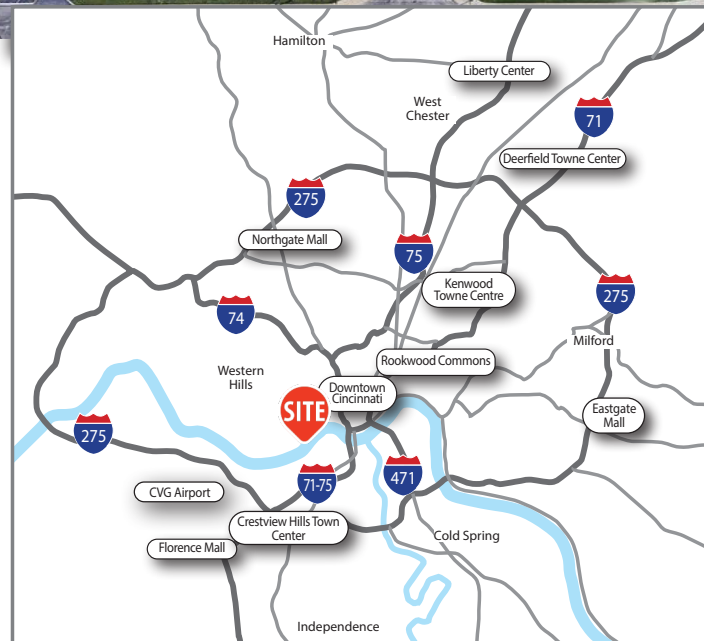 Hamilton
Liberty Center
West
Chester
71
Deerfield Towne Center
275
Northgate Mall
75
Kenwood
Towne Centre
275
74
Milford
Rookwood Commons
Western
Hills
Downtown
Cincinnati
SITE
Eastgate
Mall
275
71-75
471
CVG Airport
Crestview Hills Town
Center
Cold Spring
Florence Mall
Independence